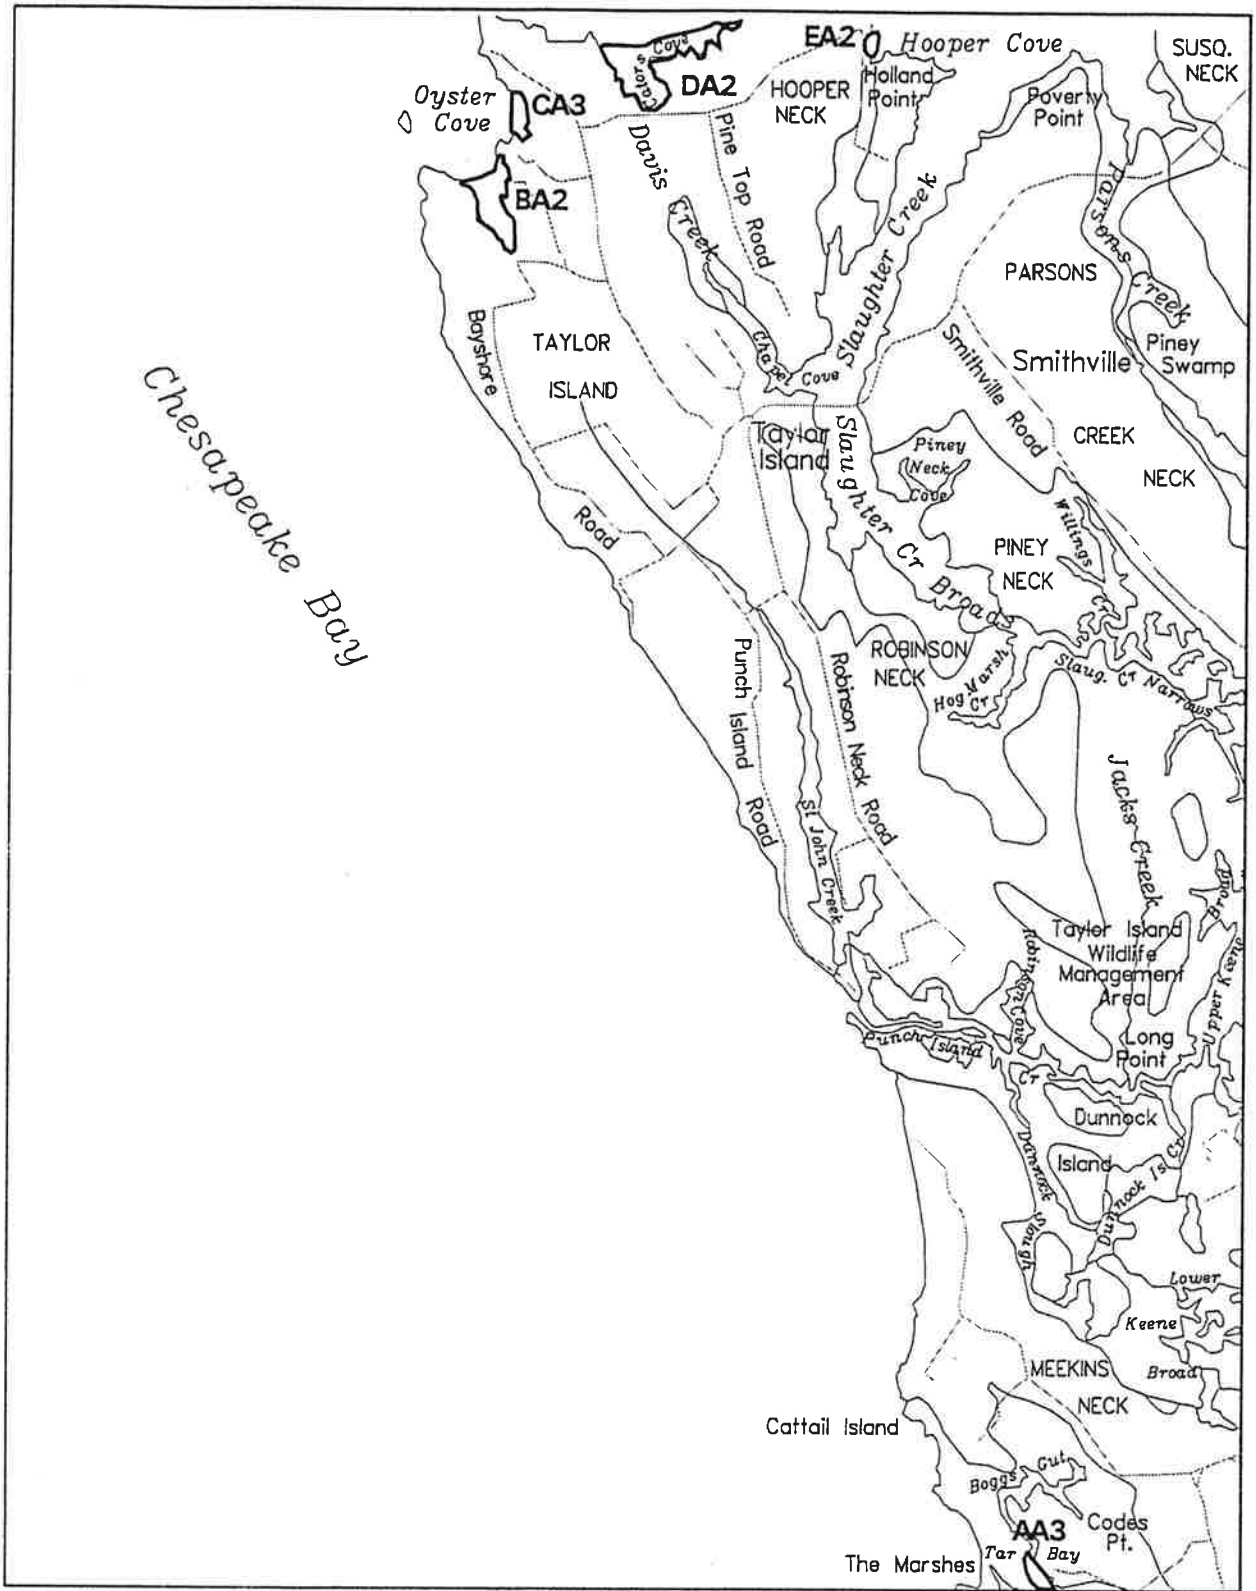 EA2
Hooper Cove
SUSQ.
NECK
Cators Cove
DA2
HOOPER
NECK
Holland
Point
Poverty
Point
Oyster
Cove
CA3
BA2
Davis
Creek
Pine Top Road
Slaughter Creek
Parsons Creek
PARSONS
Smithville
CREEK
NECK
Piney
Swamp
Smithville Road
Bayshore
Road
TAYLOR
ISLAND
Chapel Cove
Taylor
Island
Chesapeake Bay
Slaughter Cr Broads
Piney
Neck
Cove
PINEY
NECK
Willings
Cr
ROBINSON
NECK
Hog Marsh
Cr
Slaug. Cr Narrows
Punch Island Road
Robinson Neck Road
St John Creek
Jacks Creek
Broad
Upper Keene
Taylor Island
Wildlife
Management
Area
Robinson Cove
Long
Point
Punch Island
Cr
Dunnock
Island
Dannock
Slough
Dunnock Is Cr
Lower
Keene
Broad
MEEKINS
NECK
Cattail Island
Boggs Gut
AA3
Codes
Pt.
The Marshes
Tar Bay